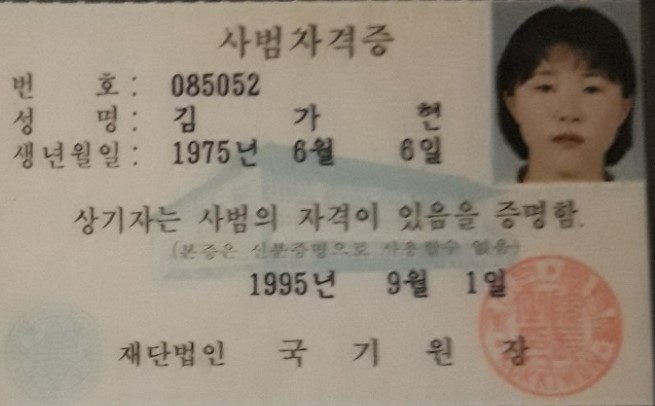 사범자격증
번 호: 085052
성 명: 김 가 현
생년월일: 1975년 6월 6일
상기자는 사범의 자격이 있음을 증명함.
(본증은 신분증명으로 사용할수 없음)
1995년 9월 1일
재단법인 국 기 원 장